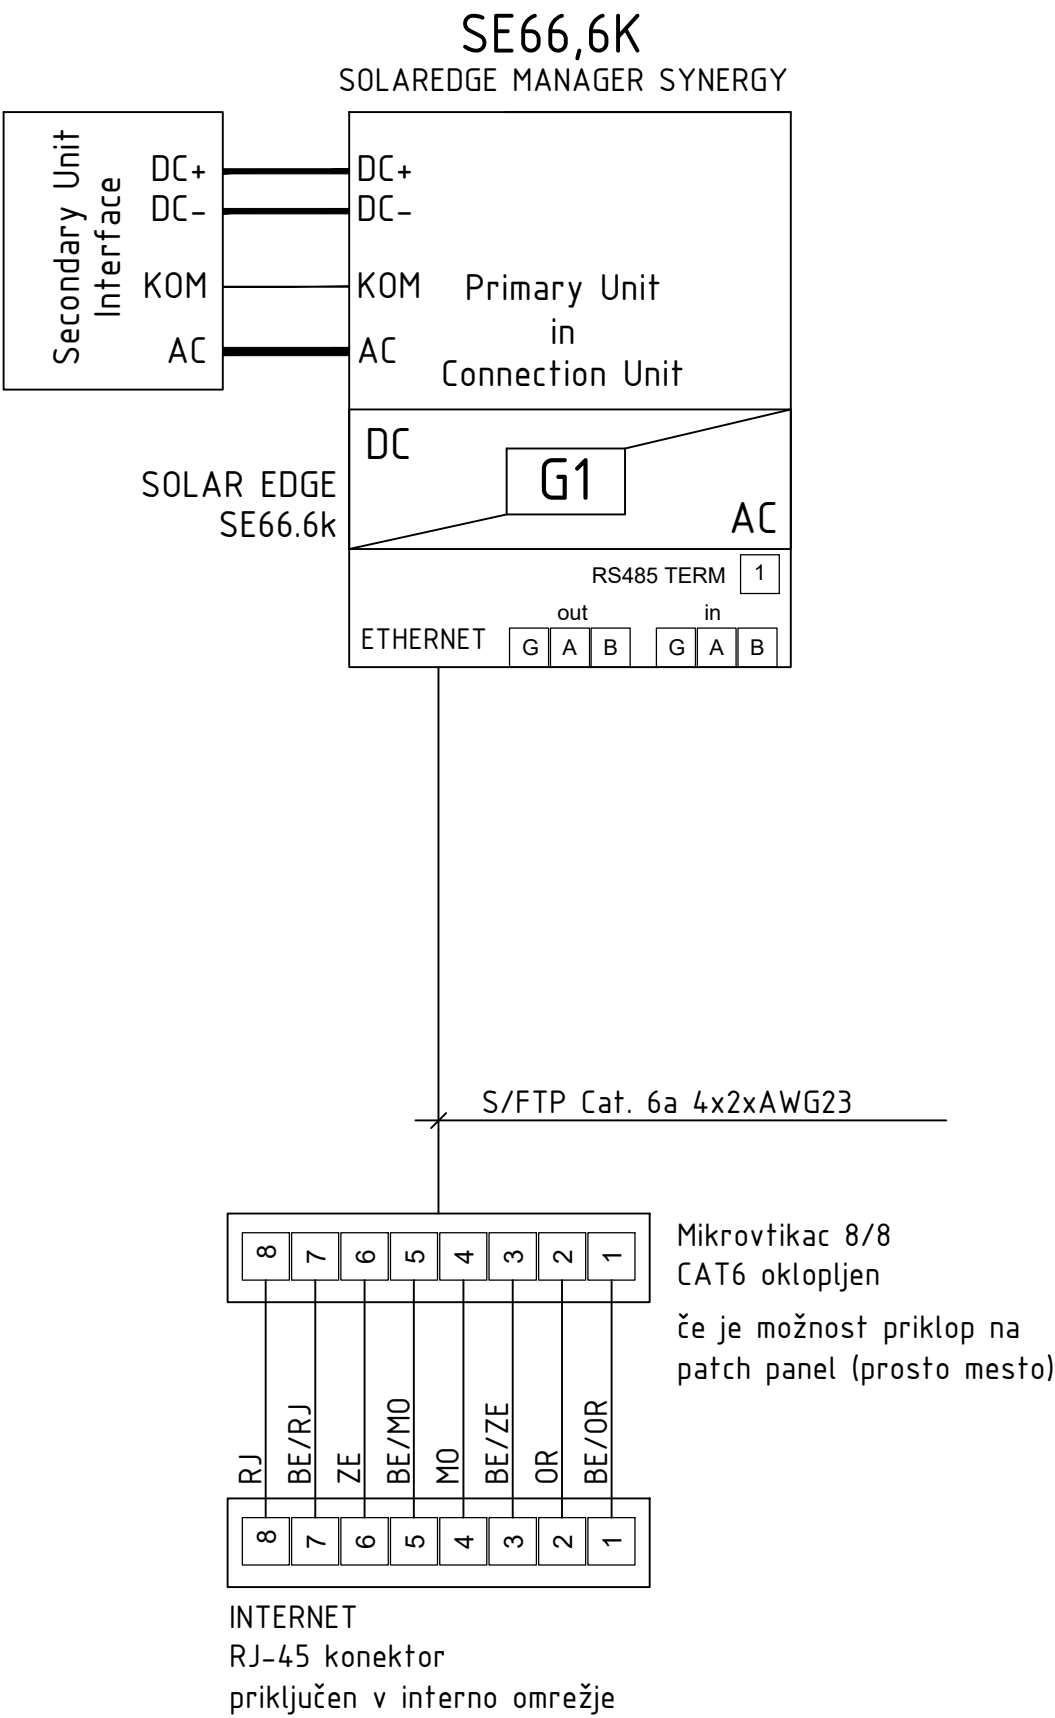 SE66,6K
SOLAREDGE MANAGER SYNERGY
Secondary Unit
Interface
DC+
DC-
KOM
AC
DC+
DC-
KOM
AC
Primary Unit
in
Connection Unit
SOLAR EDGE
SE66.6k
DC
G1
AC
RS485 TERM 1
out in
ETHERNET G A B G A B
S/FTP Cat. 6a 4x2xAWG23
8 7 6 5 4 3 2 1
Mikrovtikac 8/8
CAT6 oklopljen
če je možnost priklop na
patch panel (prosto mesto)
RJ BE/RJ ZE BE/MO MO BE/ZE OR BE/OR
8 7 6 5 4 3 2 1
INTERNET
RJ-45 konektor
priključen v interno omrežje